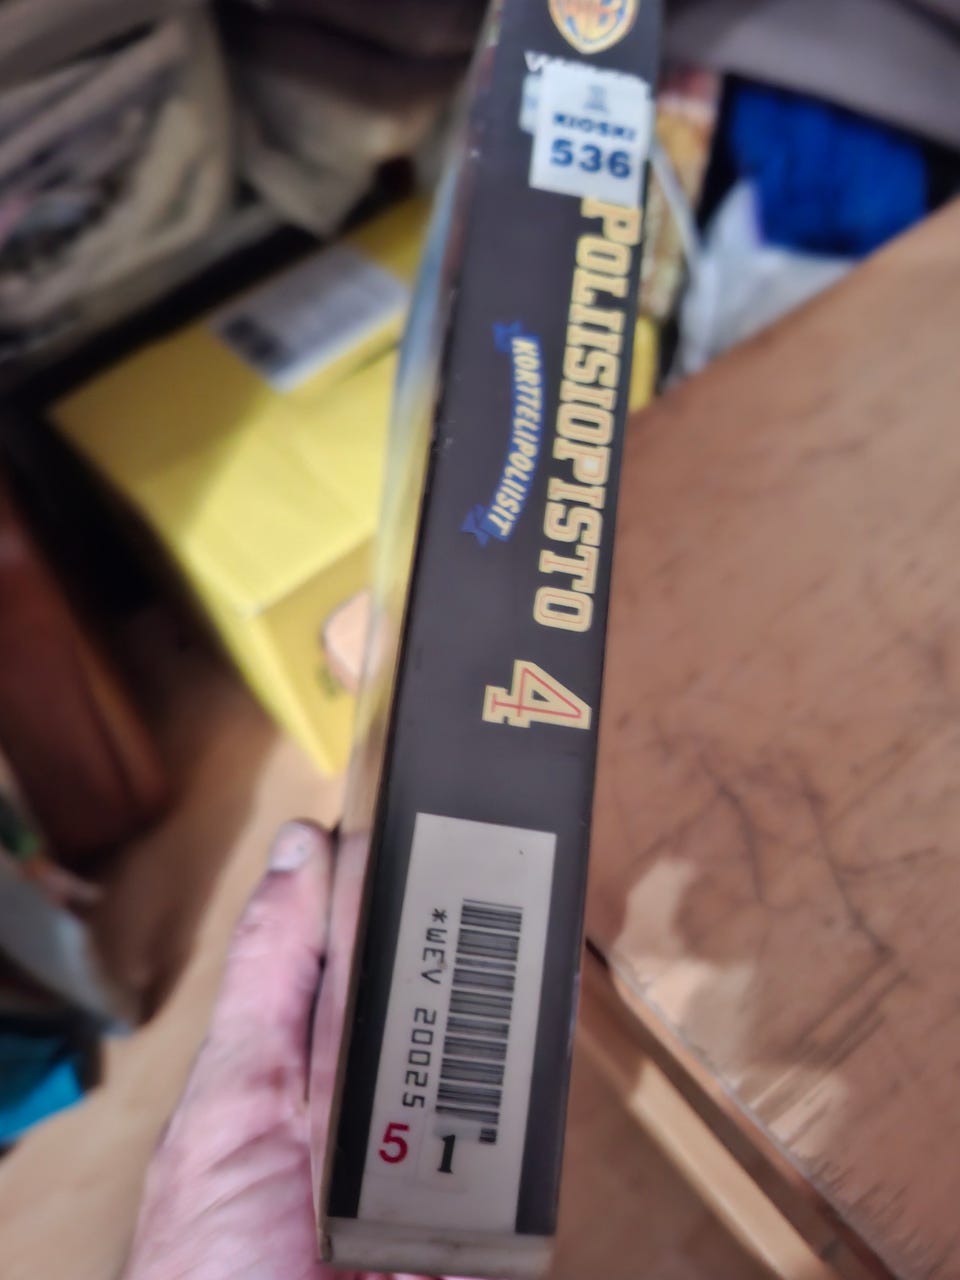 KIOSKI
536
POLIISIOPISTO
4
KORTTELIPOLIISIT
*WEV 20025
5
1